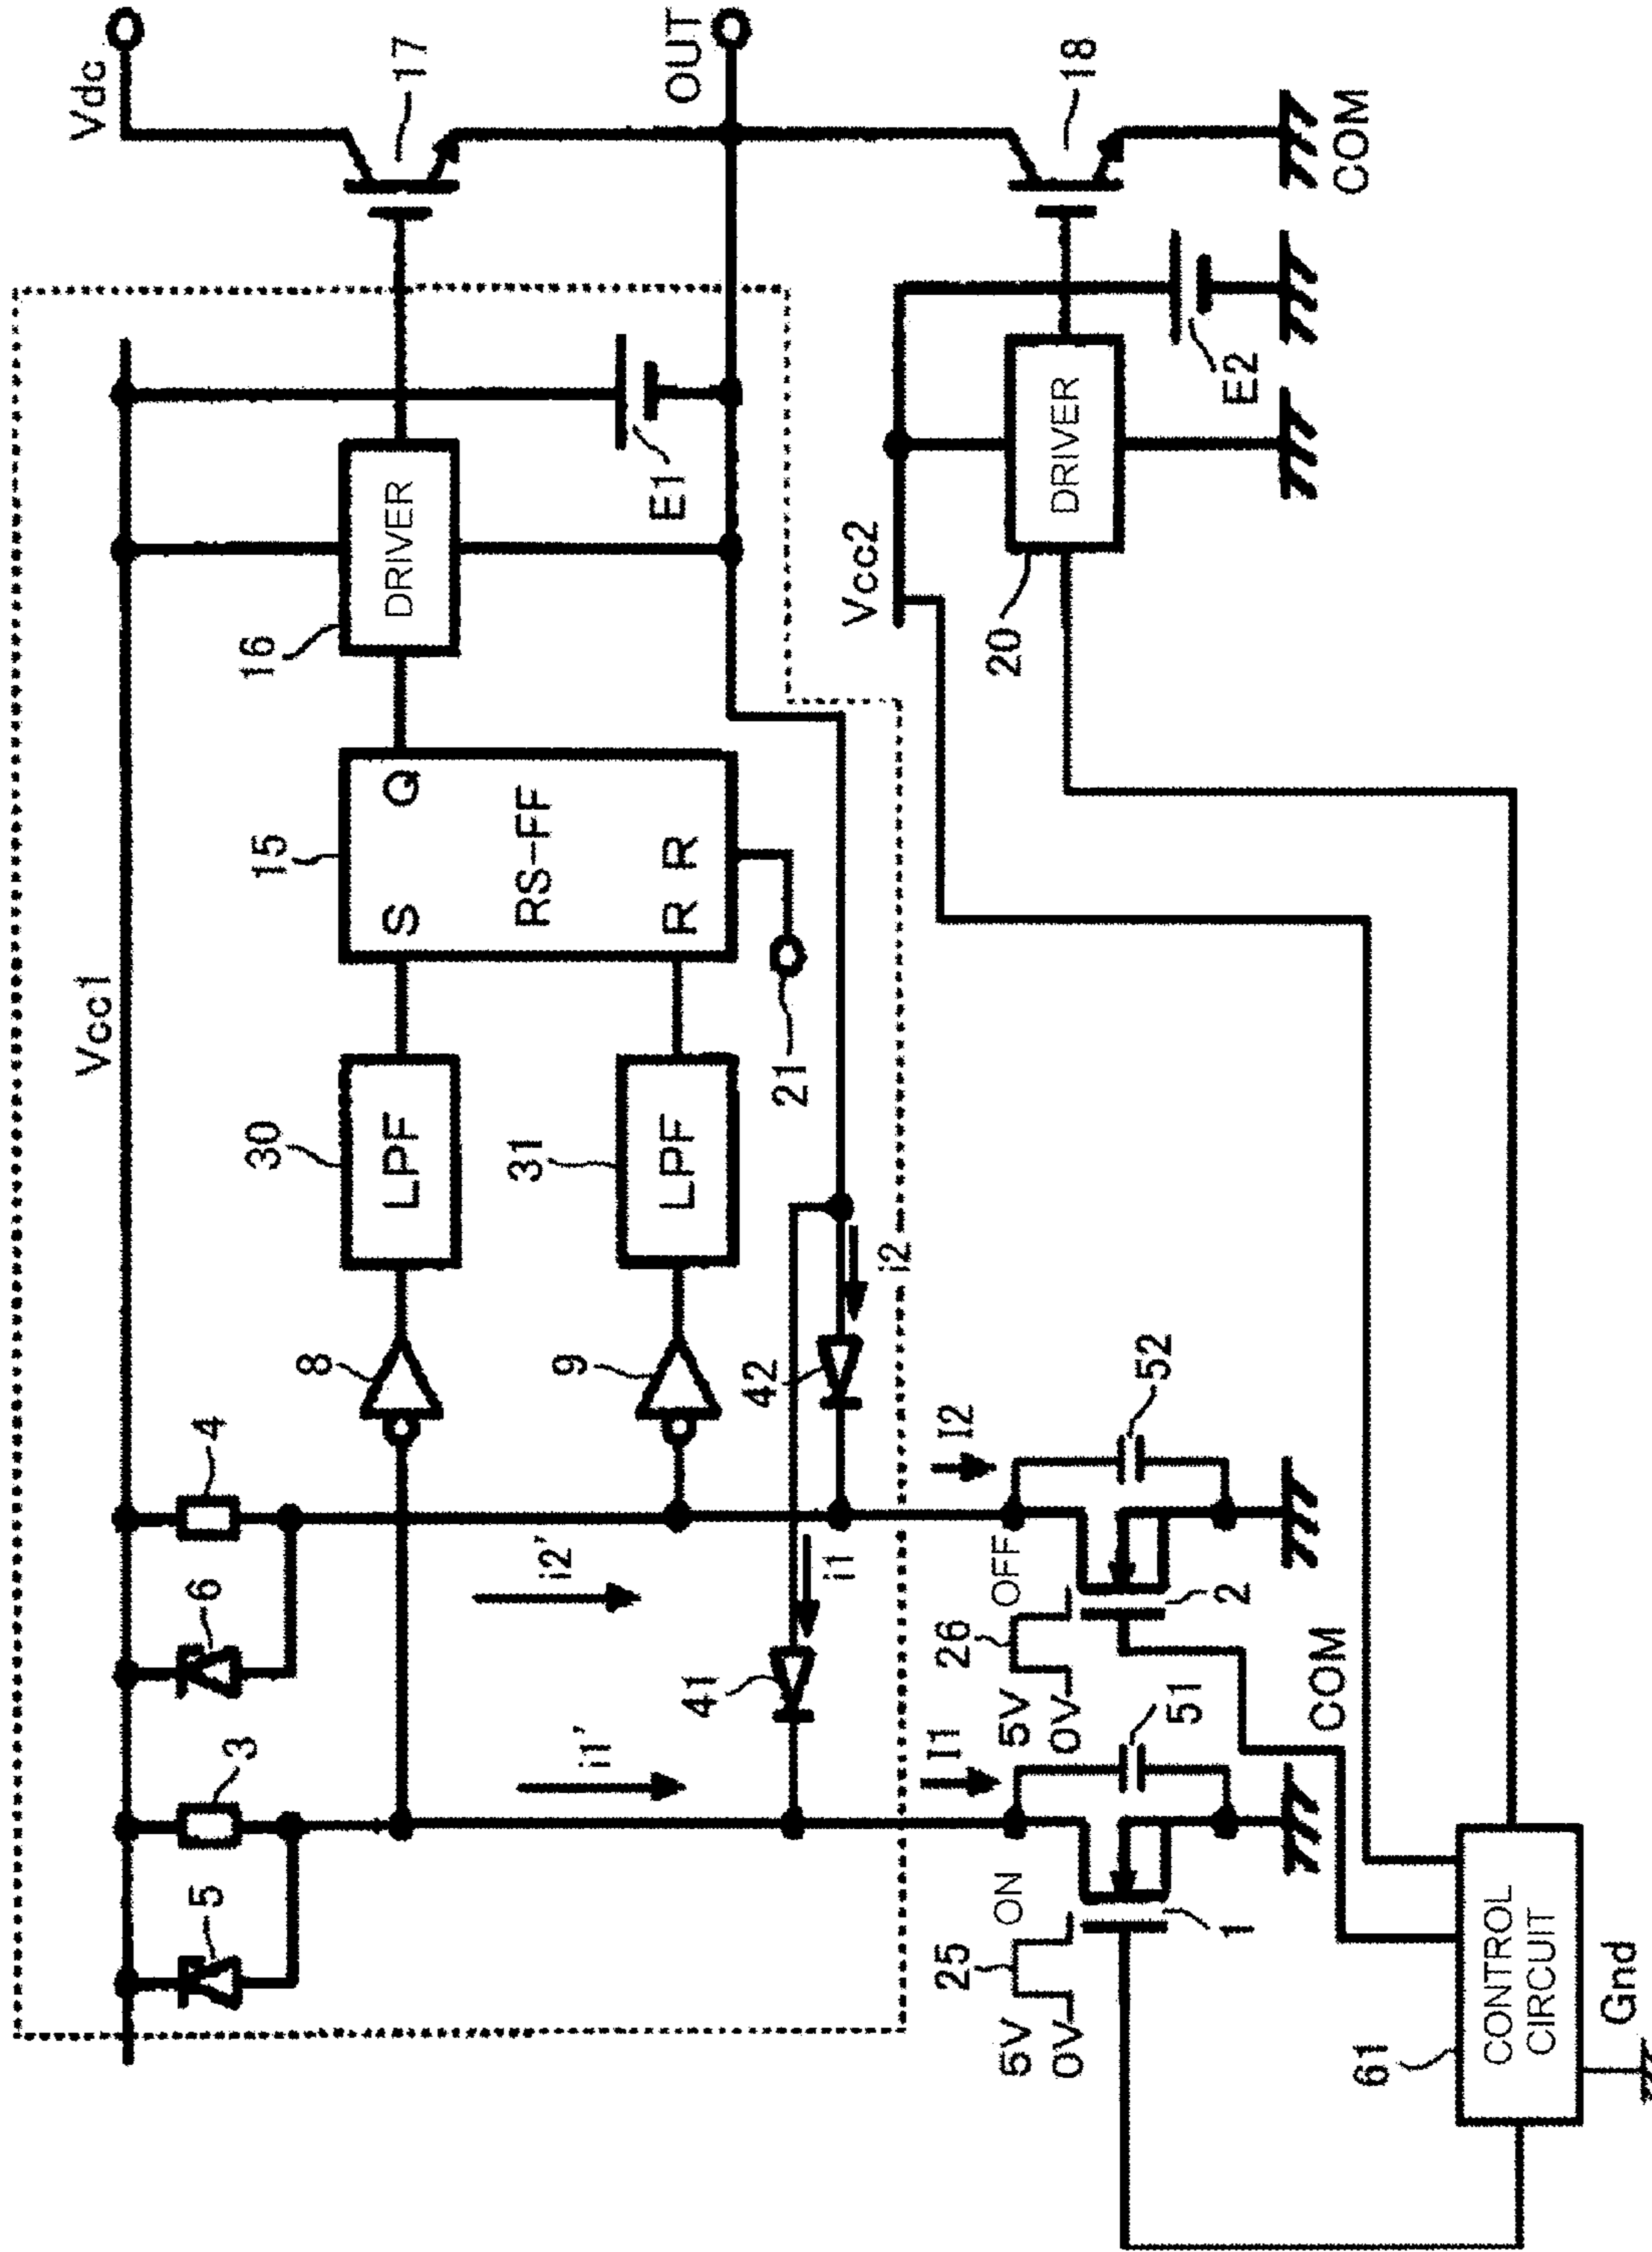 Vdc
17
OUT
18
COM
Vcc1
16
DRIVER
E1
Vcc2
20
DRIVER
E2
15
S
Q
RS-FF
R
R
21
30
LPF
31
LPF
8
9
42
i2
4
6
3
5
i2'
i1'
41
i1
I2
52
OFF
26
5V
0V
2
I1
51
COM
ON
25
5V
0V
1
61
CONTROL
CIRCUIT
Gnd